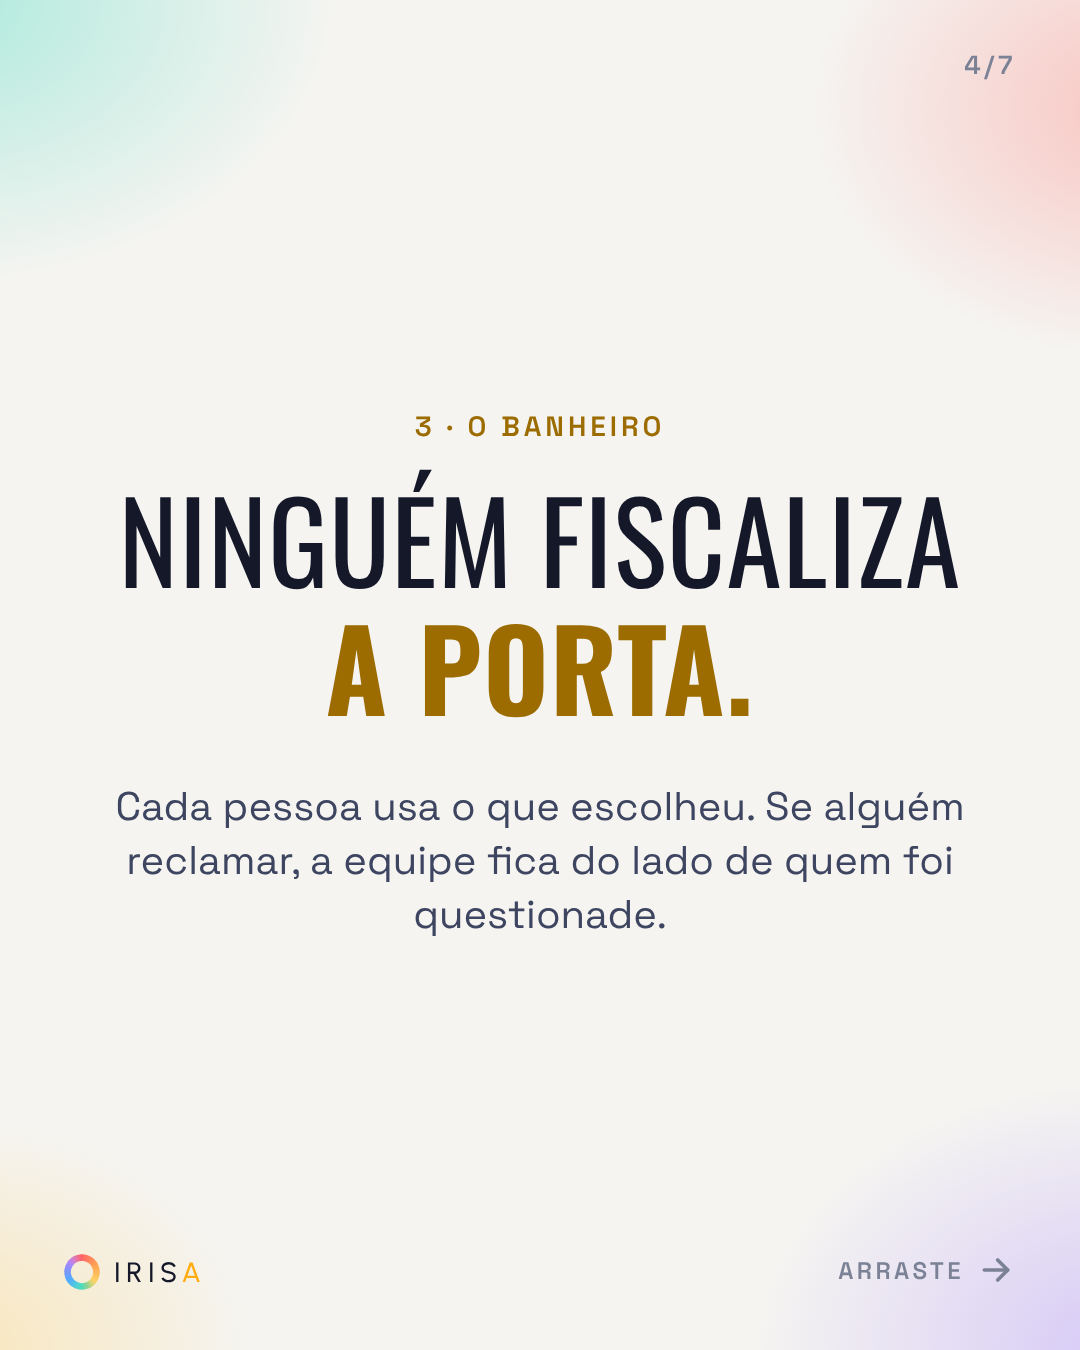 4/7
3 · O BANHEIRO
NINGUÉM FISCALIZA
A PORTA.
Cada pessoa usa o que escolheu. Se alguém
reclamar, a equipe fica do lado de quem foi
questionade.
IRISA
ARRASTE →